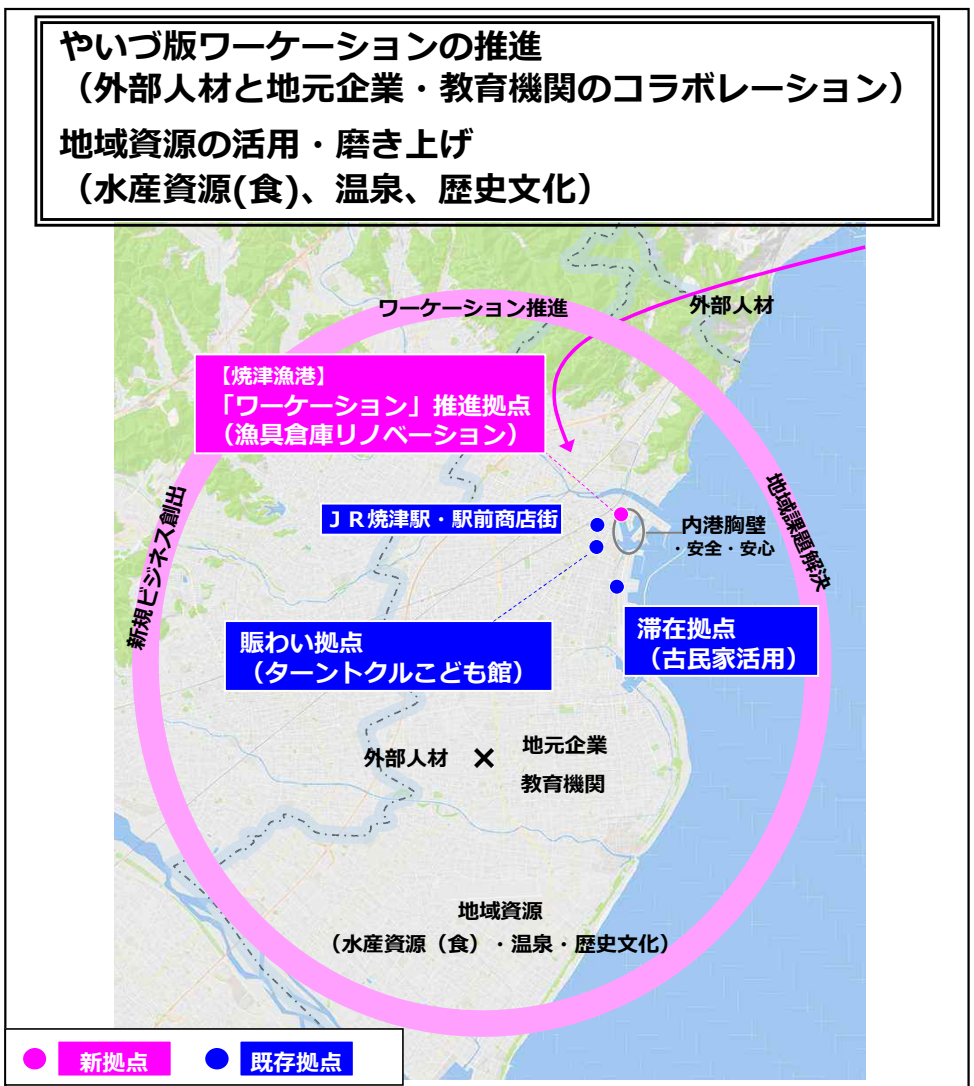 やいづ版ワーケーションの推進
（外部人材と地元企業・教育機関のコラボレーション）
地域資源の活用・磨き上げ
（水産資源(食)、温泉、歴史文化）
ワーケーション推進
外部人材
【焼津漁港】
「ワーケーション」推進拠点
（漁具倉庫リノベーション）
新規ビジネス創出
地域課題解決
ＪＲ焼津駅・駅前商店街
内港胸壁
・安全・安心
賑わい拠点
（ターントクルこども館）
滞在拠点
（古民家活用）
外部人材 × 地元企業
教育機関
地域資源
（水産資源（食）・温泉・歴史文化）
新拠点 既存拠点